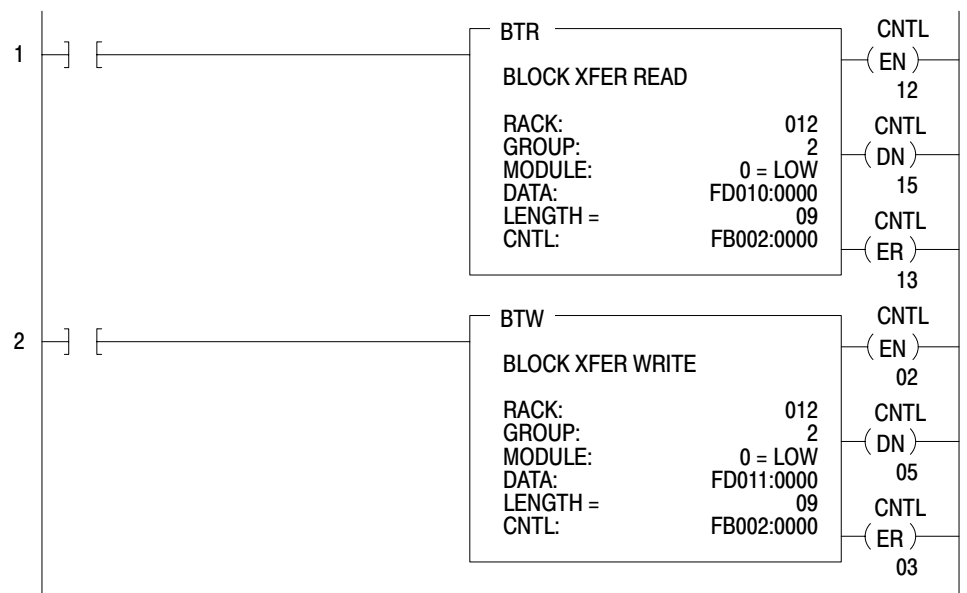 1
BTR
BLOCK XFER READ
RACK: 012
GROUP: 2
MODULE: 0 = LOW
DATA: FD010:0000
LENGTH = 09
CNTL: FB002:0000
CNTL
EN
12
CNTL
DN
15
CNTL
ER
13
2
BTW
BLOCK XFER WRITE
RACK: 012
GROUP: 2
MODULE: 0 = LOW
DATA: FD011:0000
LENGTH = 09
CNTL: FB002:0000
CNTL
EN
02
CNTL
DN
05
CNTL
ER
03